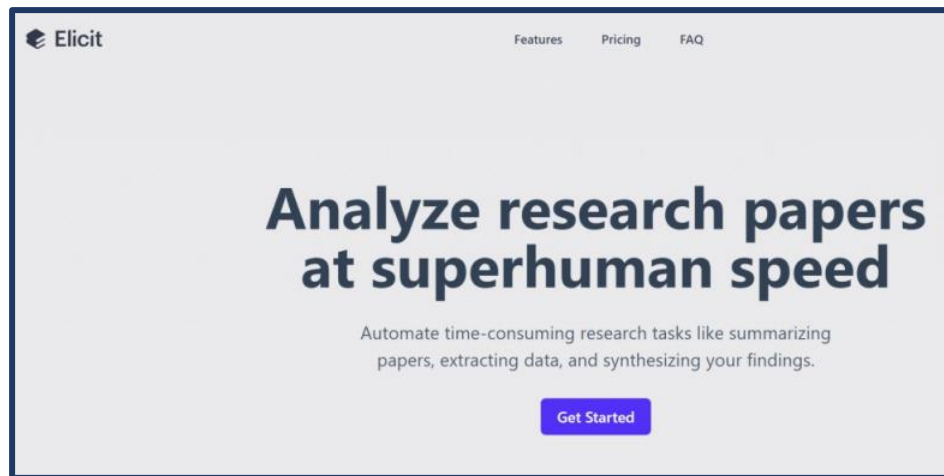 Elicit
Features Pricing FAQ
Analyze research papers
at superhuman speed
Automate time-consuming research tasks like summarizing
papers, extracting data, and synthesizing your findings.
Get Started